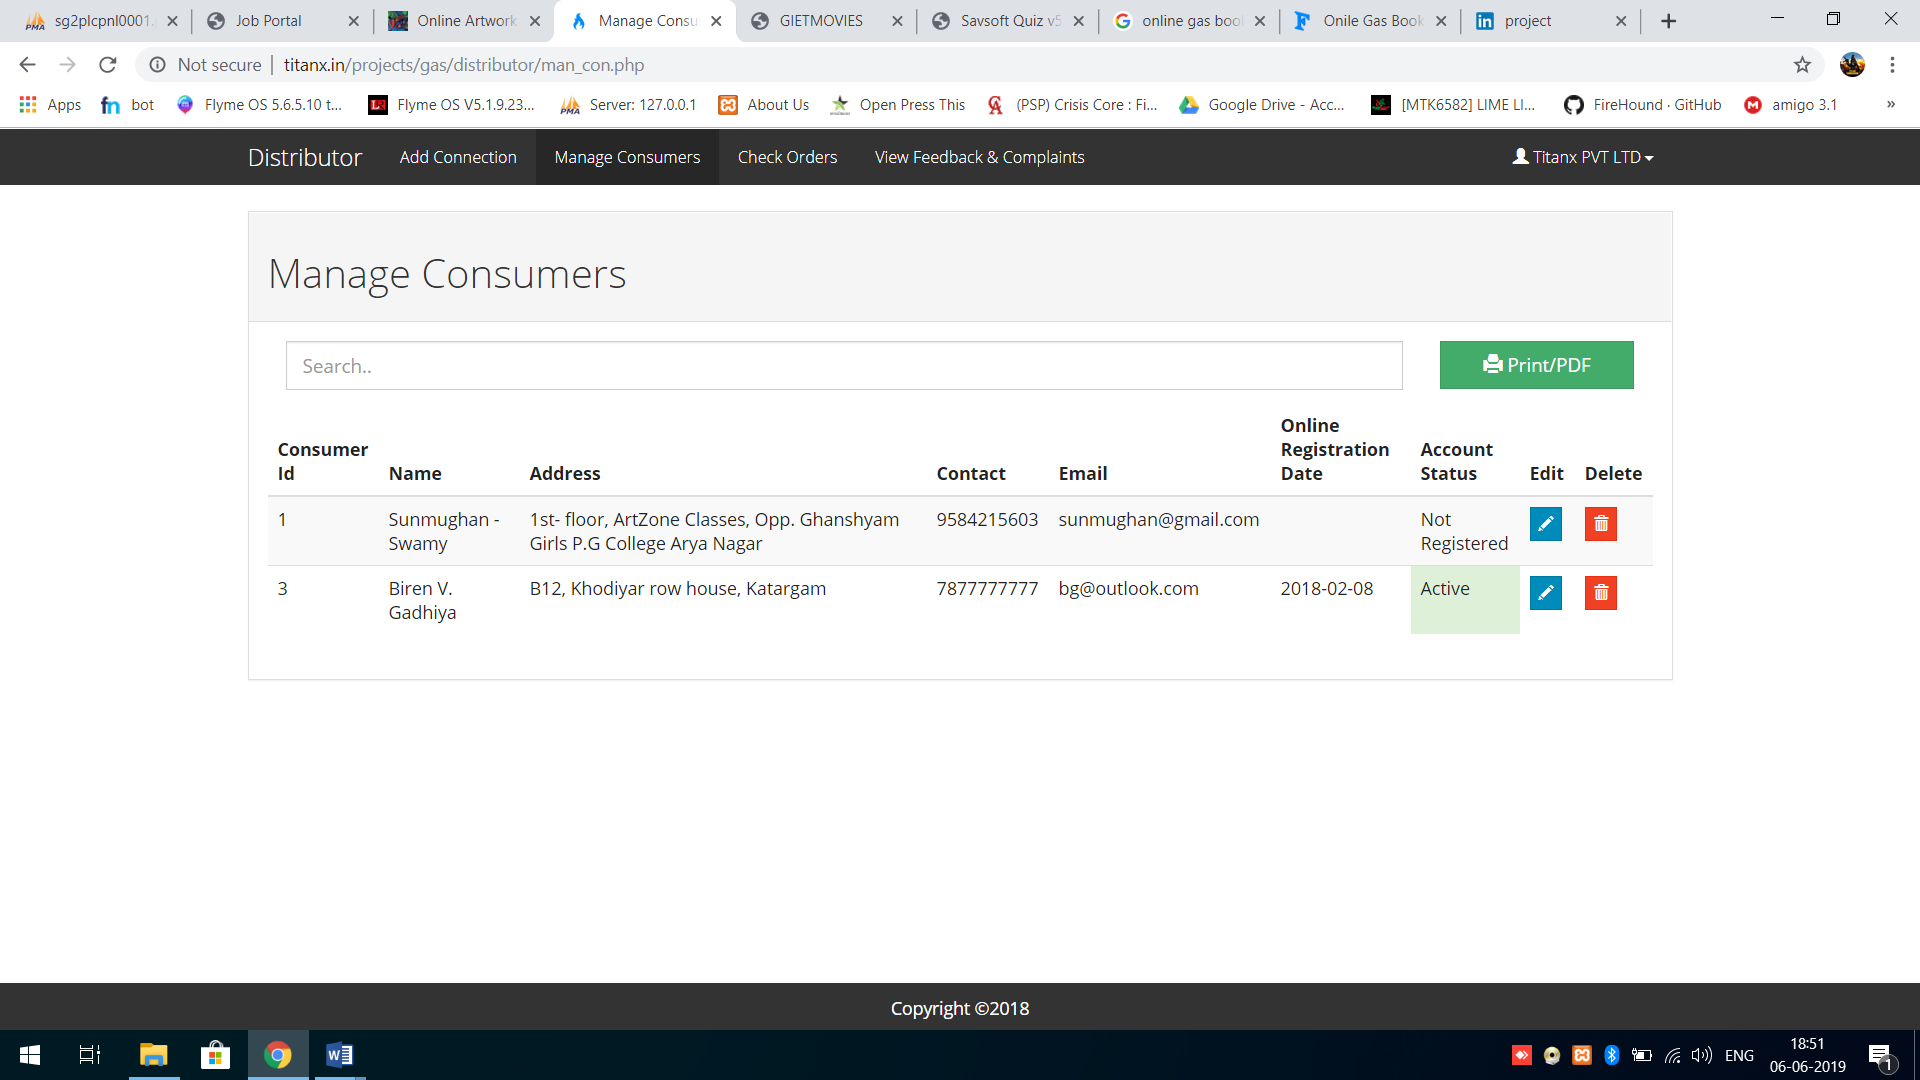 sg2plcpnl0001.
Job Portal
Online Artwork
Manage Consu
GIETMOVIES
Savsoft Quiz v5
online gas boo
Onile Gas Book
project
Not secure | titanx.in/projects/gas/distributor/man_con.php
Apps
bot
Flyme OS 5.6.5.10 t...
Flyme OS V5.1.9.23...
Server: 127.0.0.1
About Us
Open Press This
(PSP) Crisis Core : Fi...
Google Drive - Acc...
[MTK6582] LIME LI...
FireHound · GitHub
amigo 3.1
»
Distributor
Add Connection
Manage Consumers
Check Orders
View Feedback & Complaints
Titanx PVT LTD
Manage Consumers
Search..
Print/PDF
Consumer Id
Name
Address
Contact
Email
Online Registration Date
Account Status
Edit
Delete
1
Sunmughan - Swamy
1st- floor, ArtZone Classes, Opp. Ghanshyam
Girls P.G College Arya Nagar
9584215603
sunmughan@gmail.com
Not Registered
3
Biren V. Gadhiya
B12, Khodiyar row house, Katargam
7877777777
bg@outlook.com
2018-02-08
Active
Copyright ©2018
ENG
18:51
06-06-2019
1